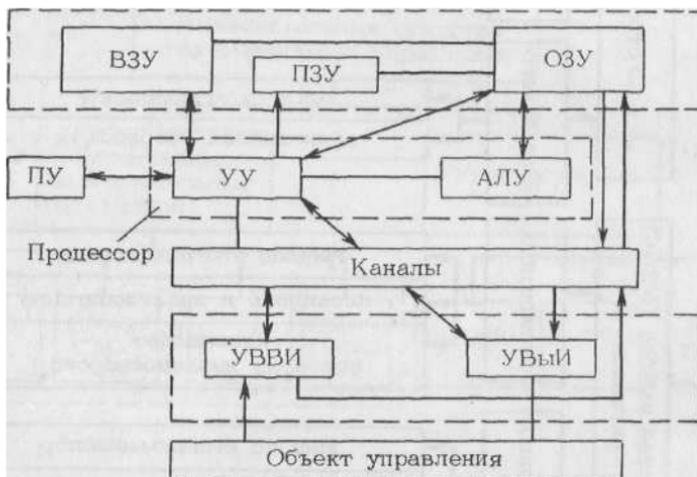 ВЗУ
ПЗУ
ОЗУ
ПУ
УУ
АЛУ
Процессор
Каналы
УВВИ
УВыИ
Объект управления